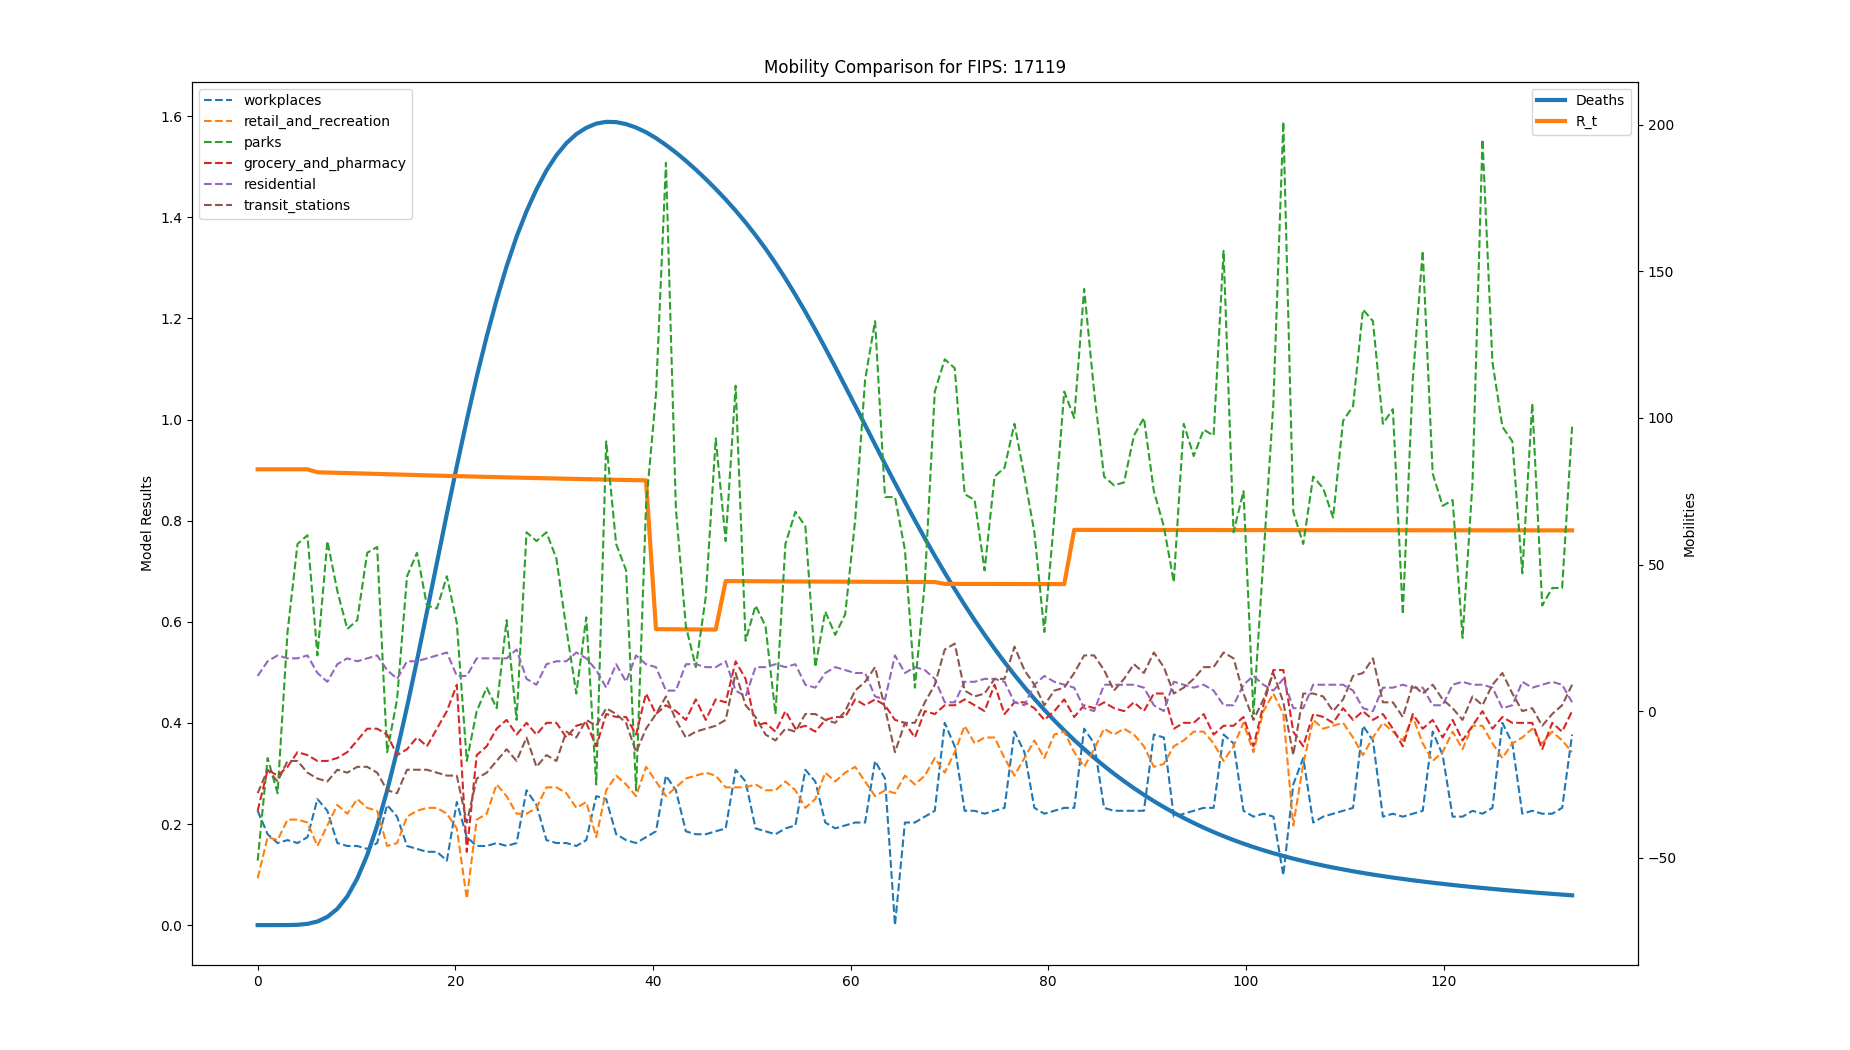 Mobility Comparison for FIPS: 17119
workplaces
retail_and_recreation
parks
grocery_and_pharmacy
residential
transit_stations
Deaths
R_t
Model Results
1.6
1.4
1.2
1.0
0.8
0.6
0.4
0.2
0.0
200
150
100
50
0
−50
Mobilities
0 20 40 60 80 100 120